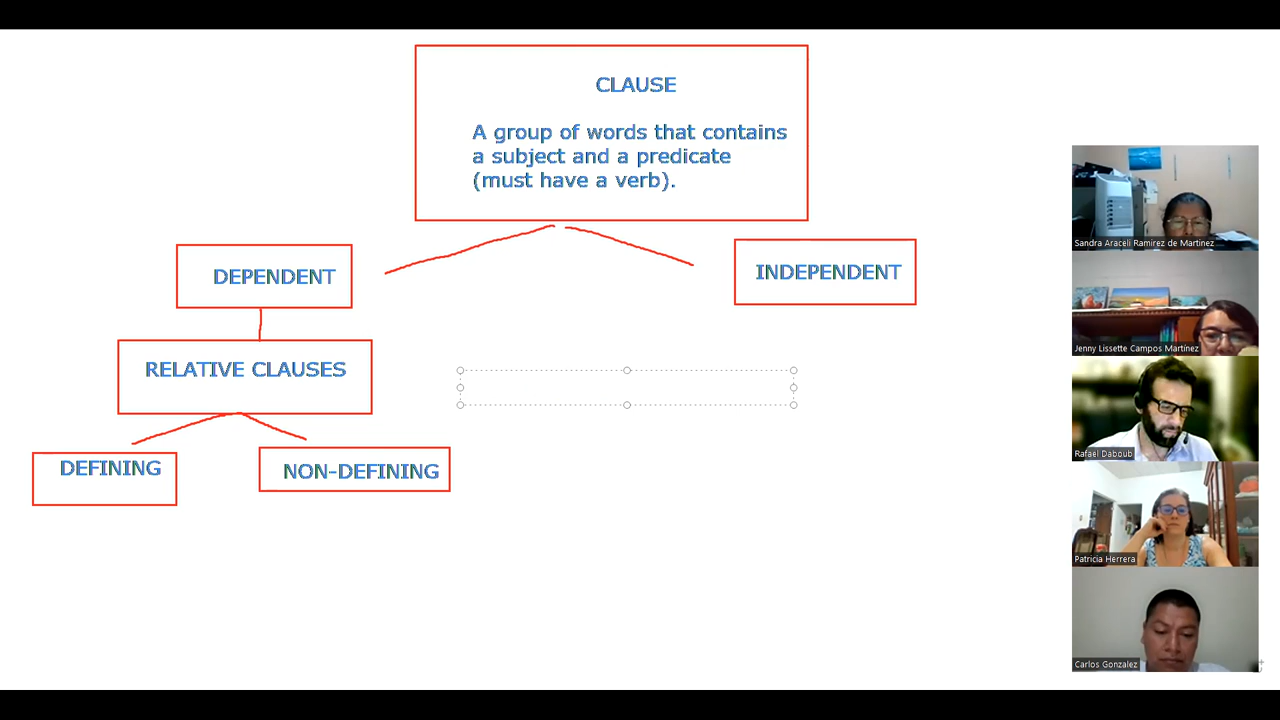 CLAUSE
A group of words that contains
a subject and a predicate
(must have a verb).
DEPENDENT
INDEPENDENT
RELATIVE CLAUSES
DEFINING
NON-DEFINING
Sandra Araceli Ramirez de Martinez
Jenny Lissette Campos Martínez
Rafael Daboub
Patricia Herrera
Carlos Gonzalez